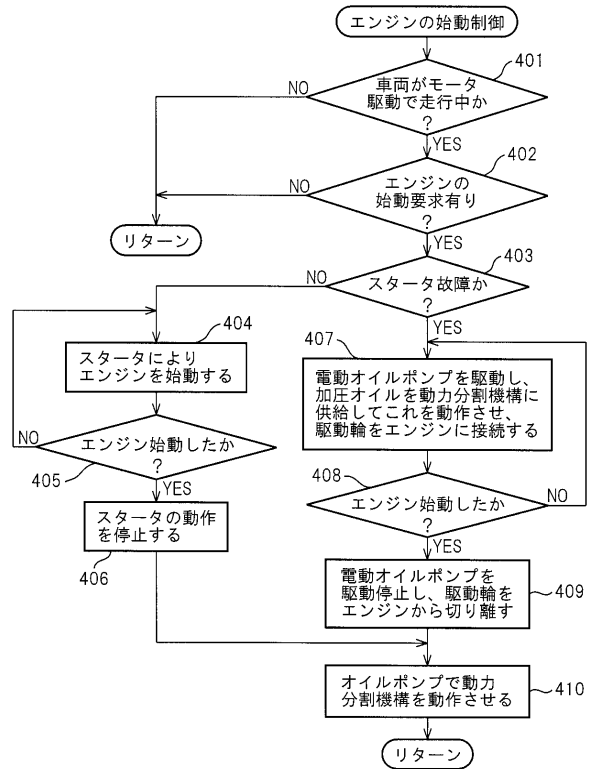 エンジンの始動制御
401
車両がモータ
駆動で走行中か
?
NO
YES
402
エンジンの
始動要求有り
?
NO
YES
リターン
403
スタータ故障か
?
NO
YES
404
スタータにより
エンジンを始動する
407
電動オイルポンプを駆動し、
加圧オイルを動力分割機構に
供給してこれを動作させ、
駆動輪をエンジンに接続する
エンジン始動したか
?
NO
405
YES
408
エンジン始動したか
?
NO
YES
スタータの動作
を停止する
406
電動オイルポンプを
駆動停止し、駆動輪を
エンジンから切り離す
409
オイルポンプで動力
分割機構を動作させる
410
リターン